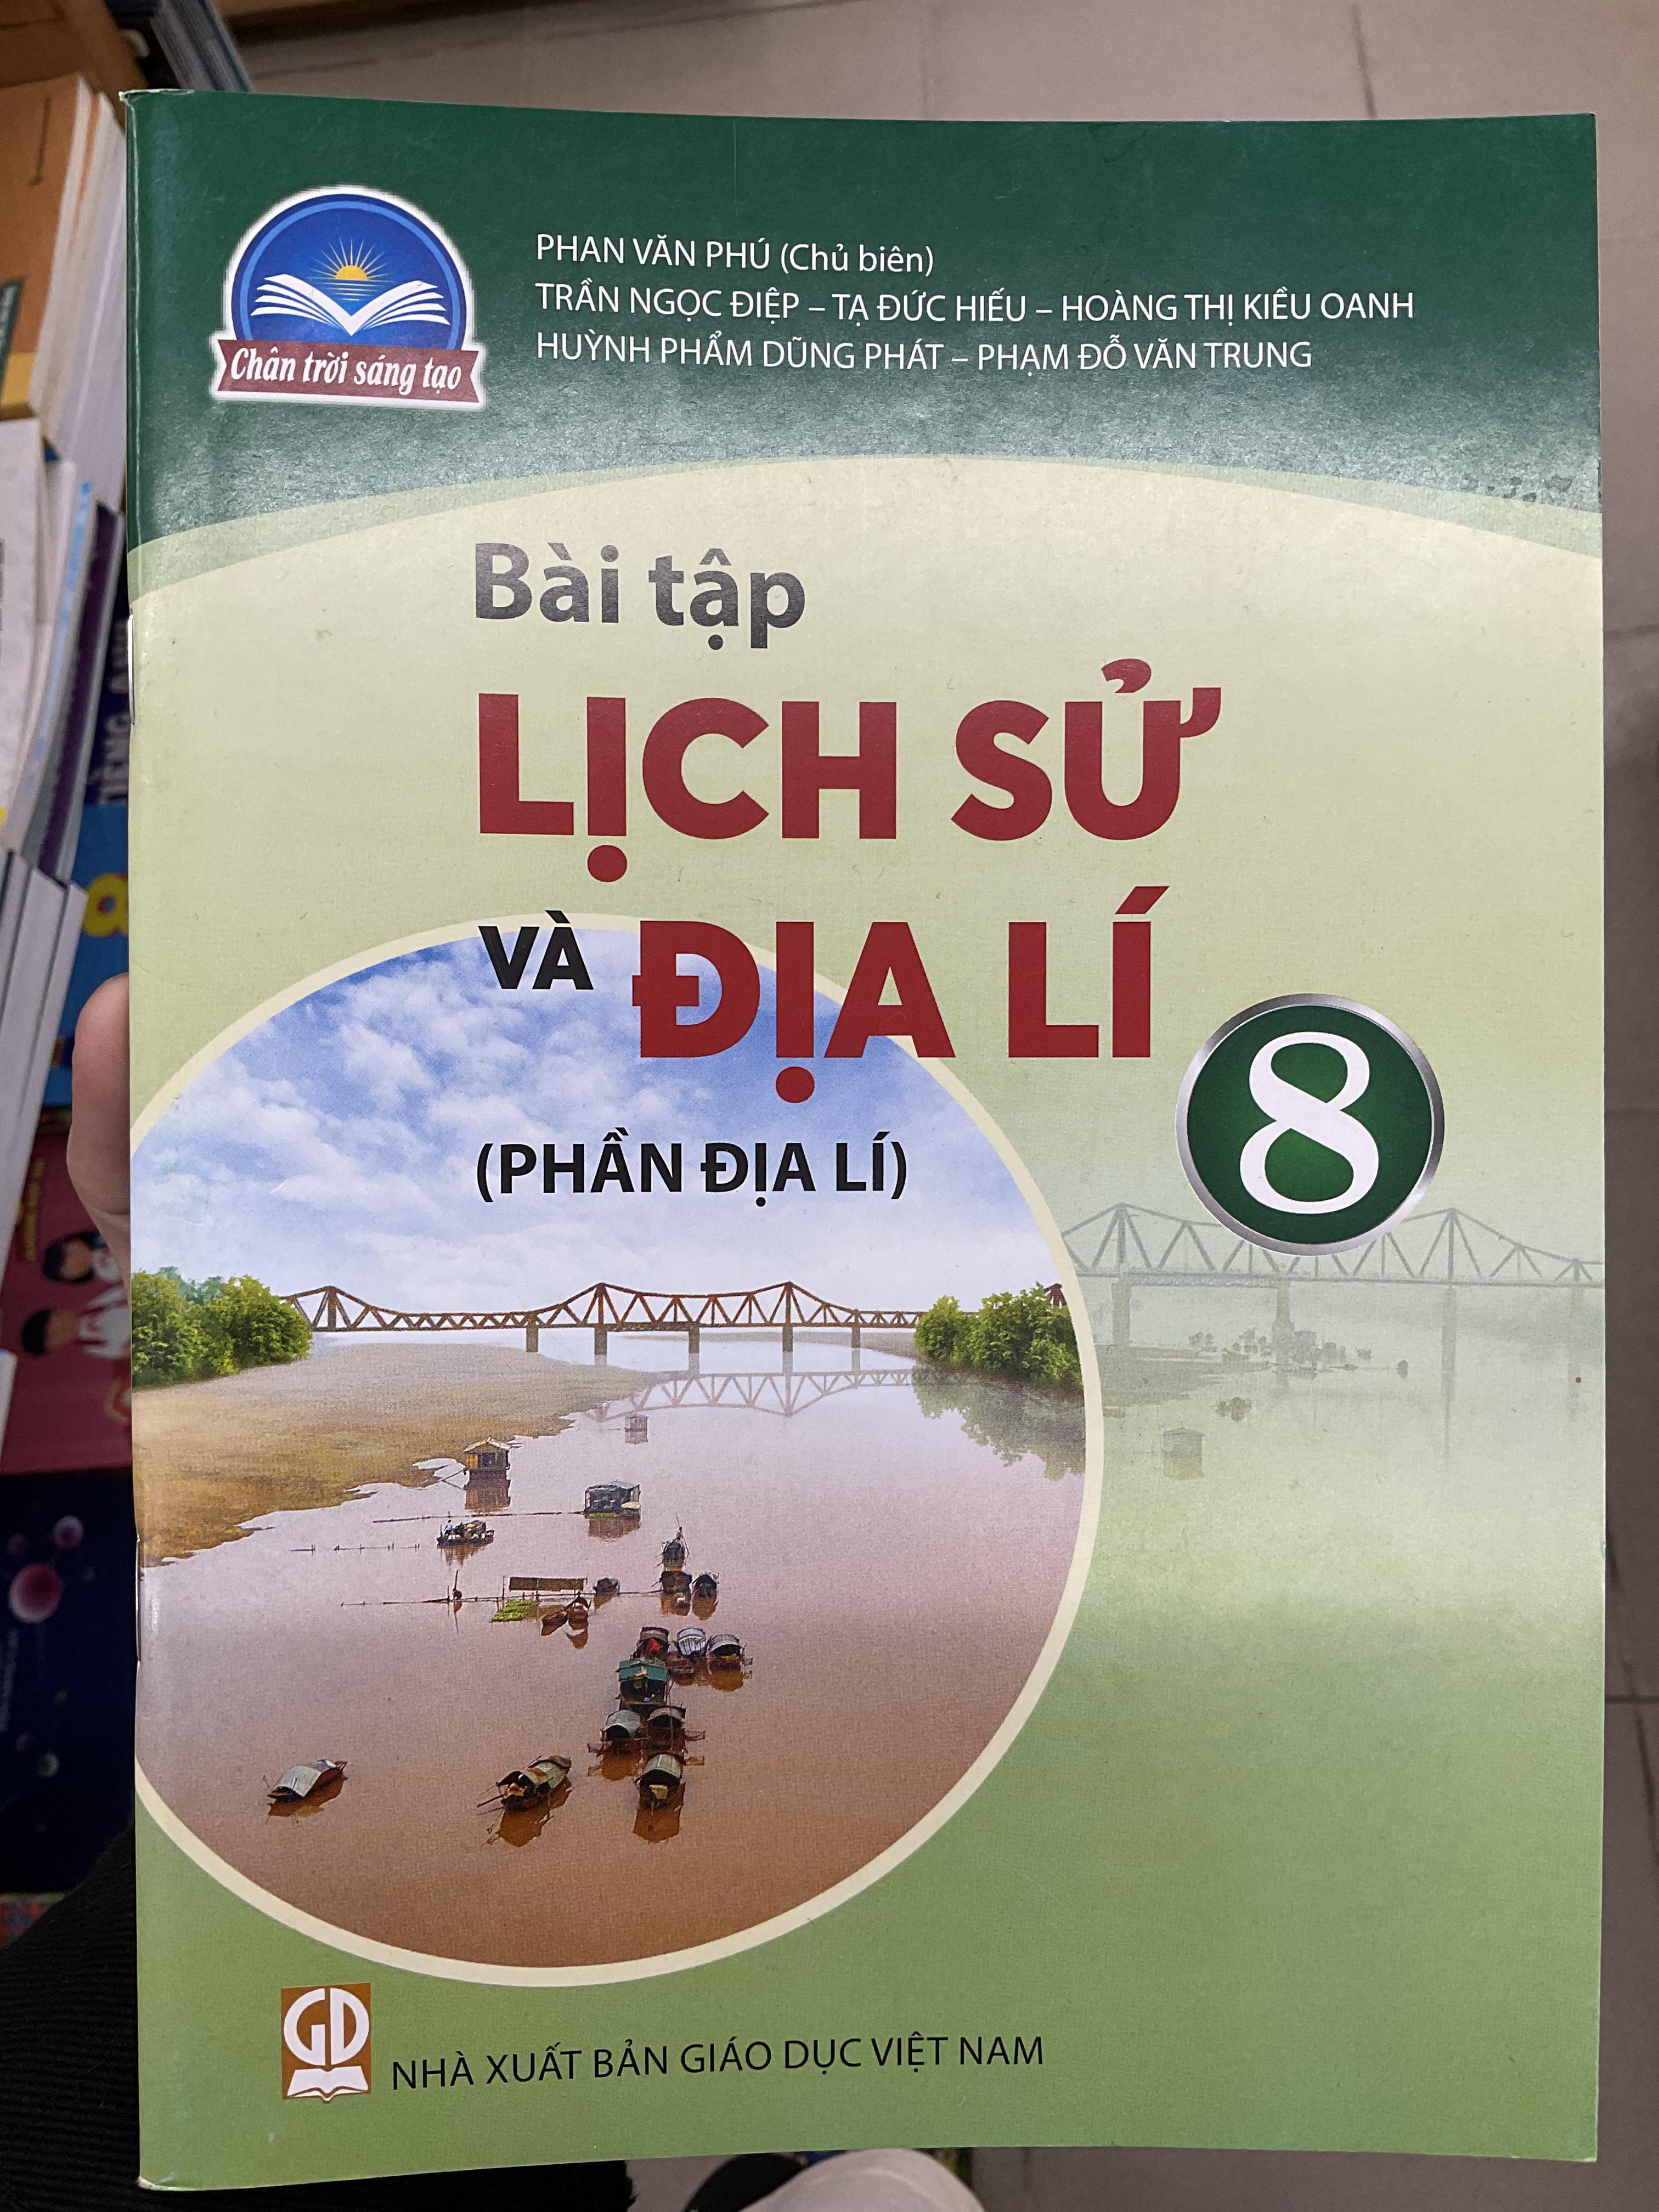 Chân trời sáng tạo
PHAN VĂN PHÚ (Chủ biên)
TRẦN NGỌC ĐIỆP – TẠ ĐỨC HIẾU – HOÀNG THỊ KIỀU OANH
HUỲNH PHẨM DŨNG PHÁT – PHẠM ĐỖ VĂN TRUNG
Bài tập
LỊCH SỬ
VÀ ĐỊA LÍ
8
(PHẦN ĐỊA LÍ)
GD
NHÀ XUẤT BẢN GIÁO DỤC VIỆT NAM